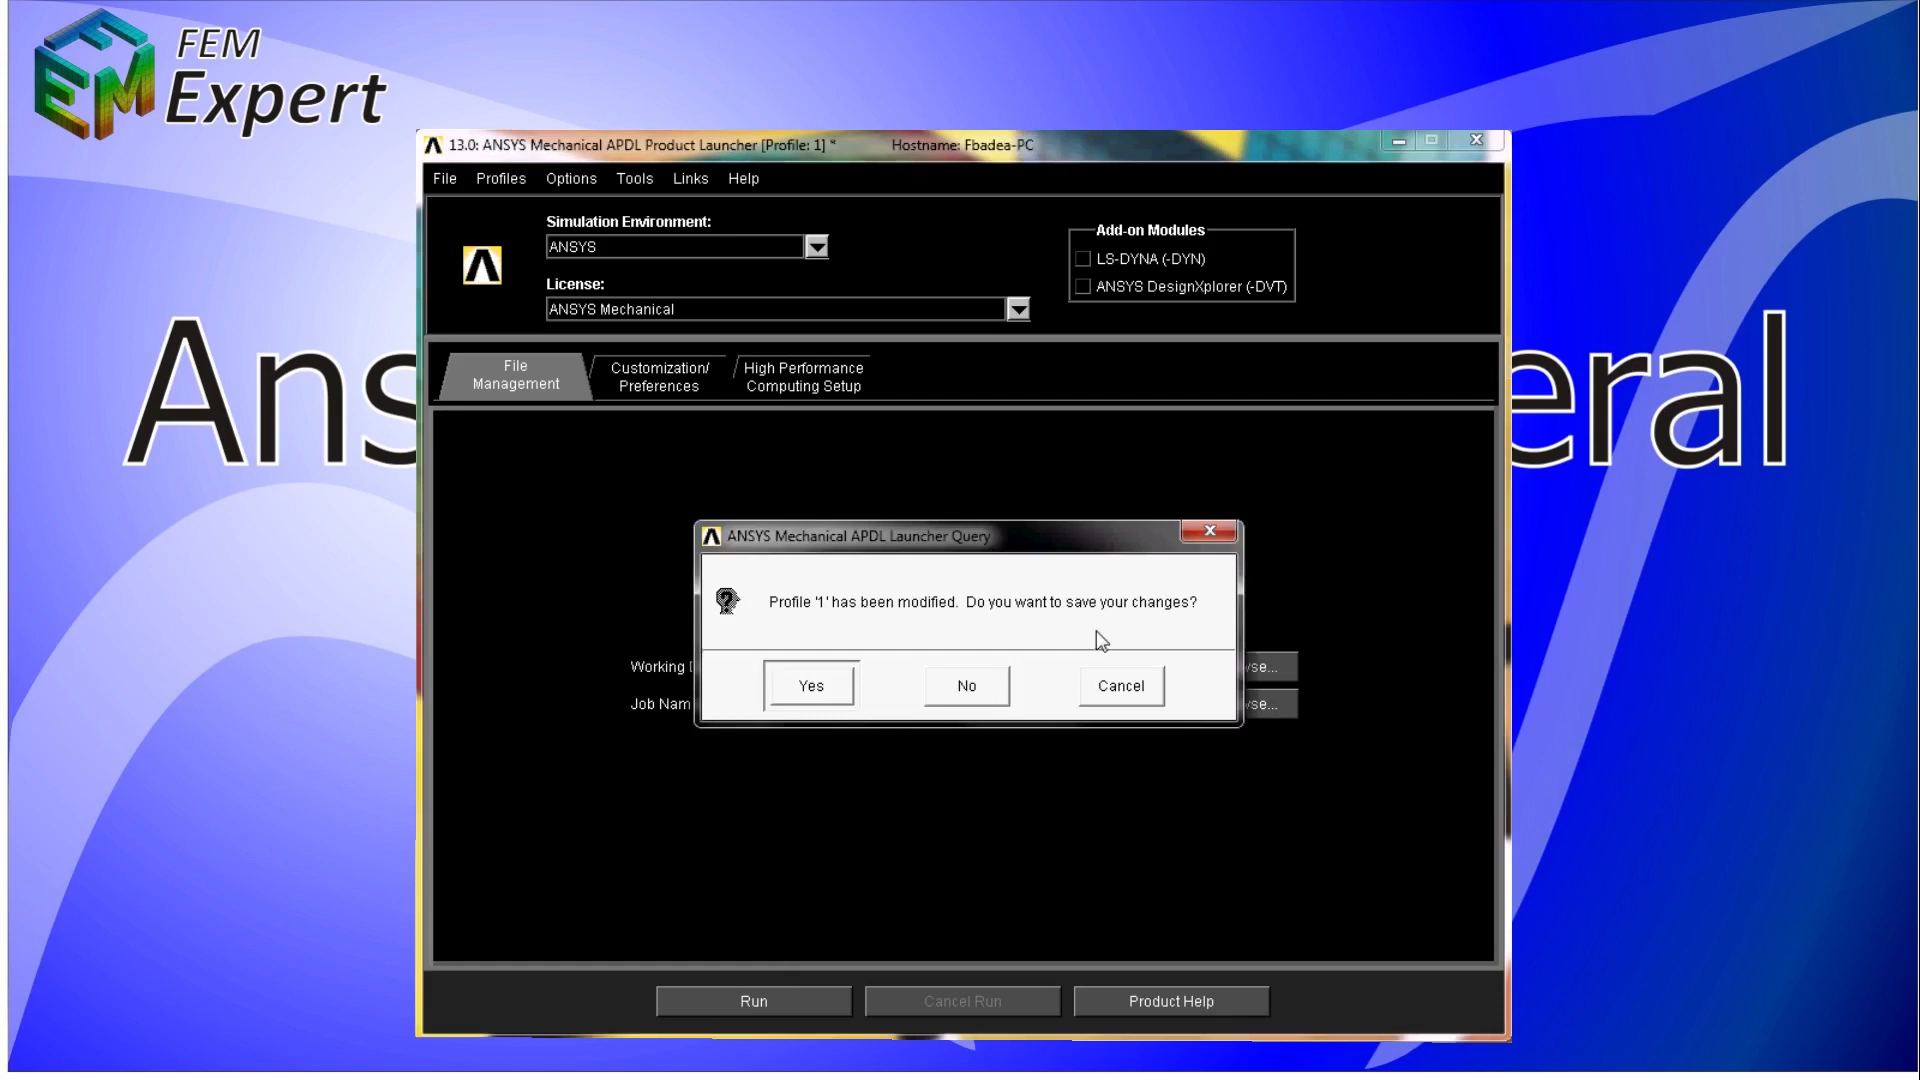 FEM
Expert
FEM
13.0: ANSYS Mechanical APDL Product Launcher [Profile: 1] *
Hostname: Fbadea-PC
File Profiles Options Tools Links Help
Simulation Environment:
ANSYS
License:
ANSYS Mechanical
Add-on Modules
LS-DYNA (-DYN)
ANSYS DesignXplorer (-DVT)
File
Management
Customization/
Preferences
High Performance
Computing Setup
Ans
eral
ANSYS Mechanical APDL Launcher Query
Profile '1' has been modified. Do you want to save your changes?
Yes No Cancel
Working
Job Nam
se...
se...
Run Cancel Run Product Help